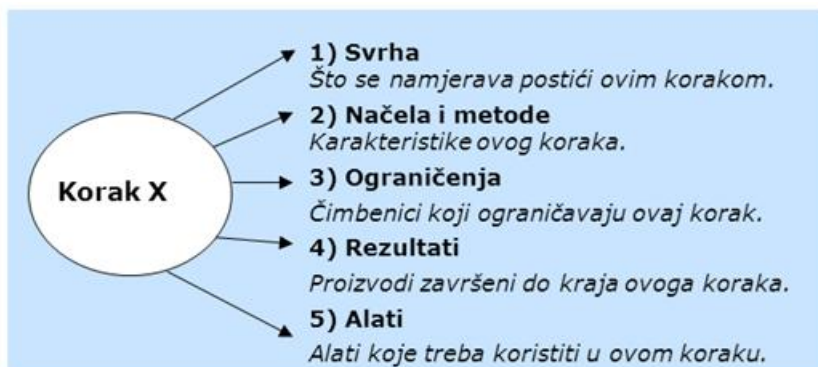 1) Svrha
Što se namjerava postići ovim korakom.
2) Načela i metode
Karakteristike ovog koraka.
Korak X
3) Ograničenja
Čimbenici koji ograničavaju ovaj korak.
4) Rezultati
Proizvodi završeni do kraja ovoga koraka.
5) Alati
Alati koje treba koristiti u ovom koraku.